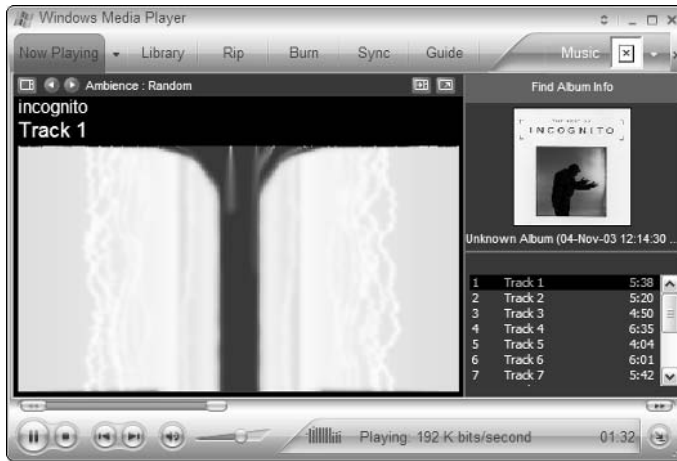 Windows Media Player
Now Playing Library Rip Burn Sync Guide Music
Ambience : Random
Find Album Info
incognito
Track 1
THE BEST OF
INCOGNITO
Unknown Album (04-Nov-03 12:14:30 ...
1 Track 1 5:38
2 Track 2 5:20
3 Track 3 4:50
4 Track 4 6:35
5 Track 5 4:04
6 Track 6 6:01
7 Track 7 5:42
Playing: 192 K bits/second 01:32